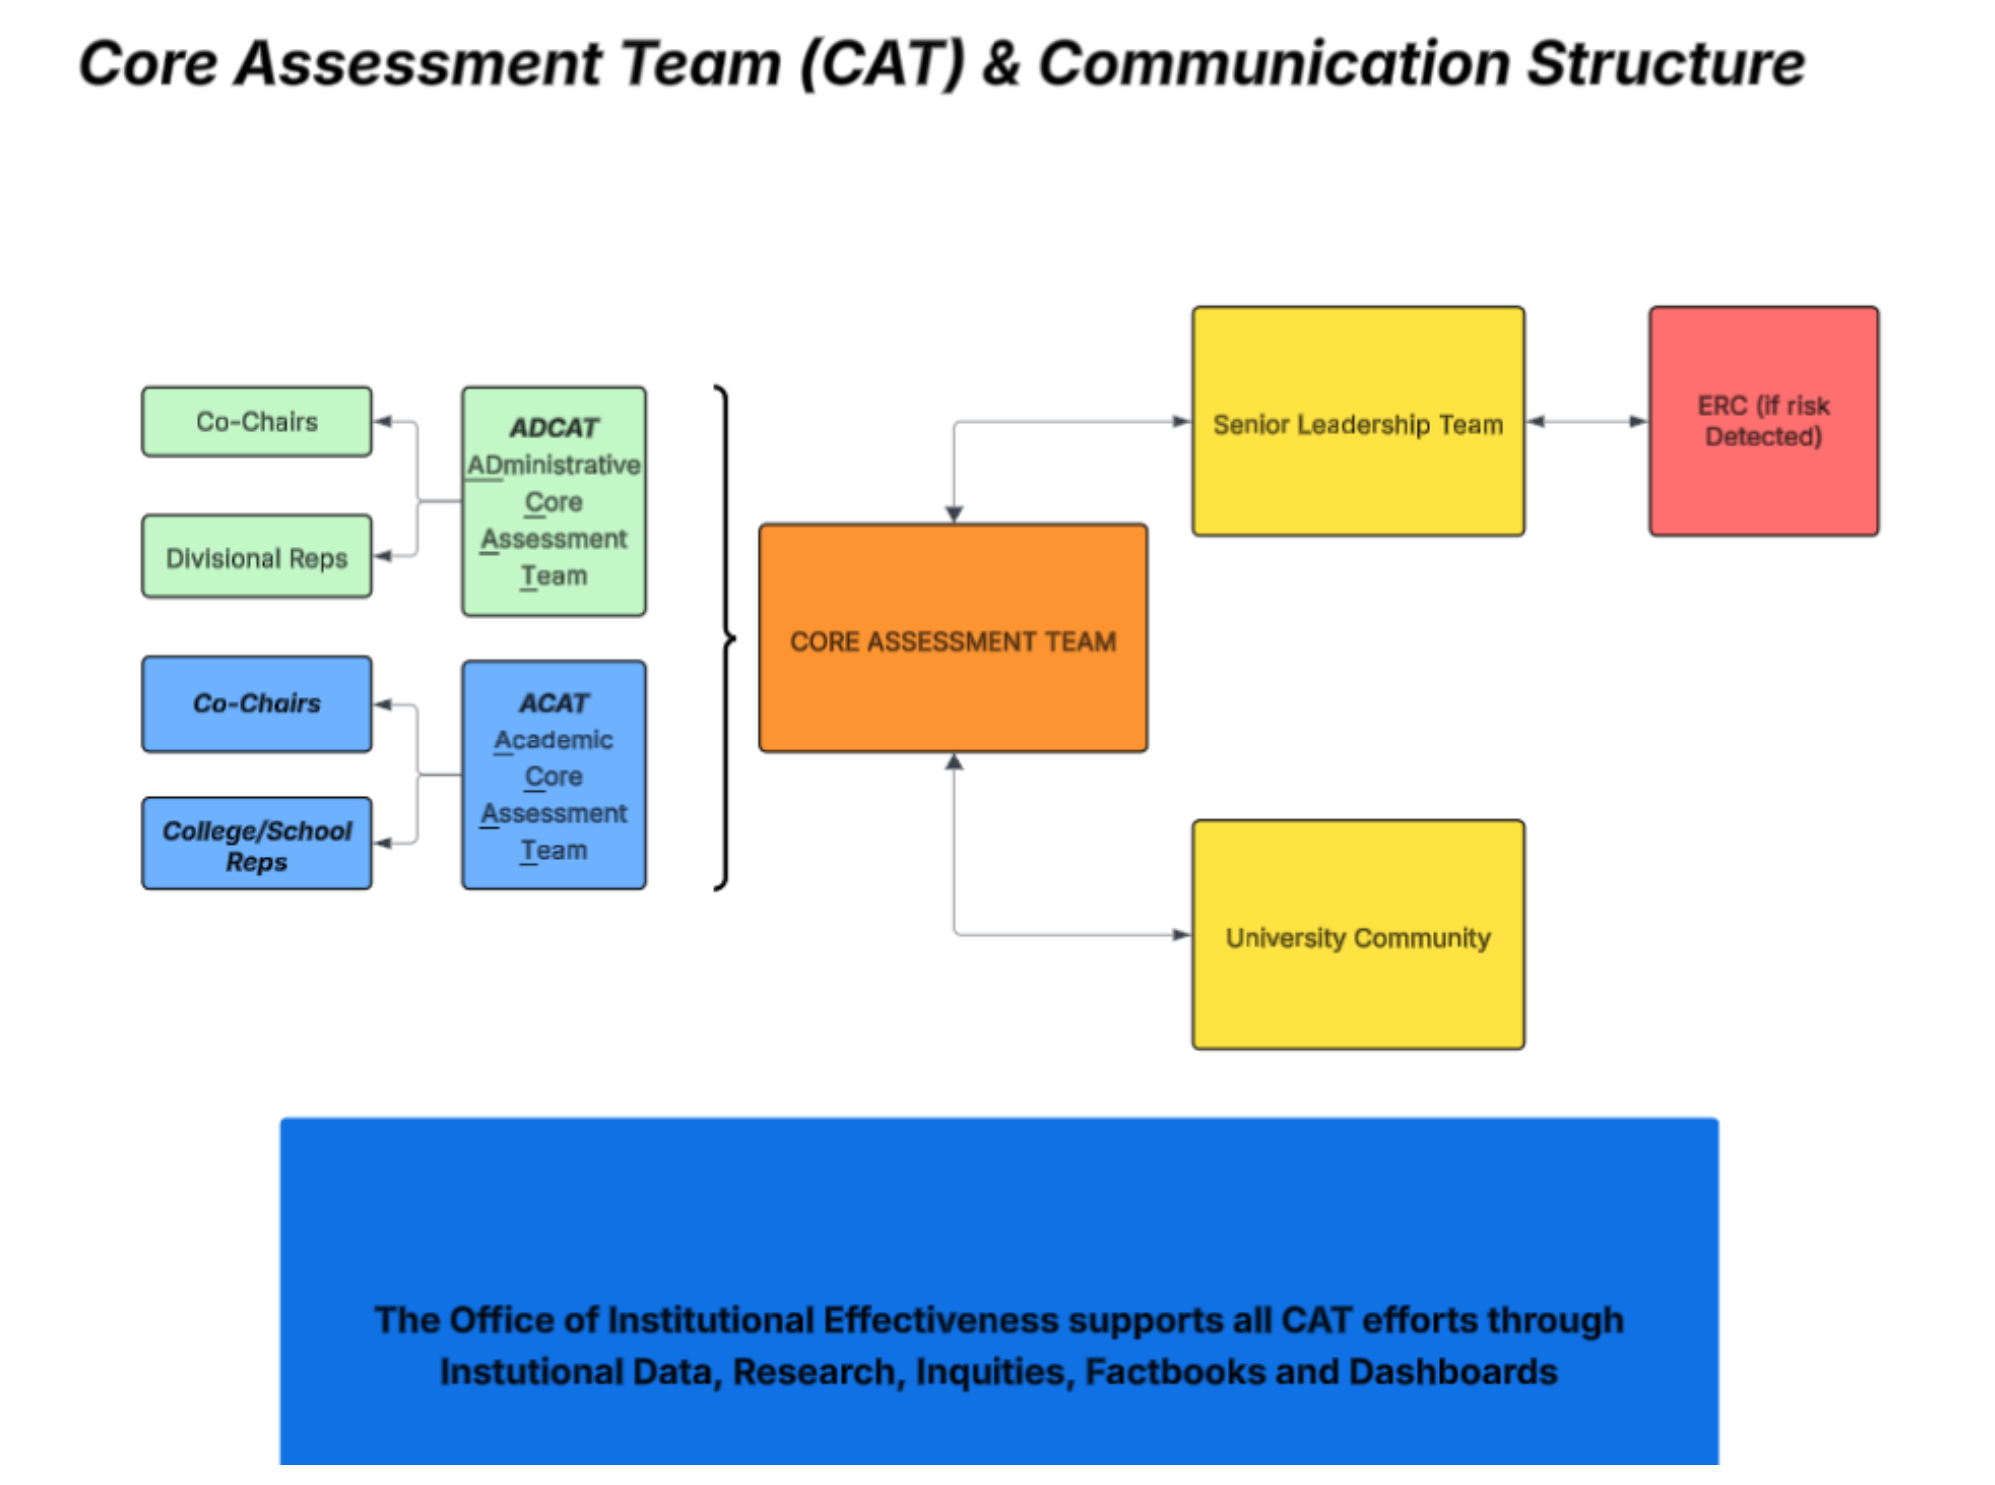 Core Assessment Team (CAT) & Communication Structure
Co-Chairs
Divisional Reps
ADCAT
ADministrative
Core
Assessment
Team
Co-Chairs
College/School
Reps
ACAT
Academic
Core
Assessment
Team
CORE ASSESSMENT TEAM
Senior Leadership Team
ERC (if risk
Detected)
University Community
The Office of Institutional Effectiveness supports all CAT efforts through
Instutional Data, Research, Inquities, Factbooks and Dashboards